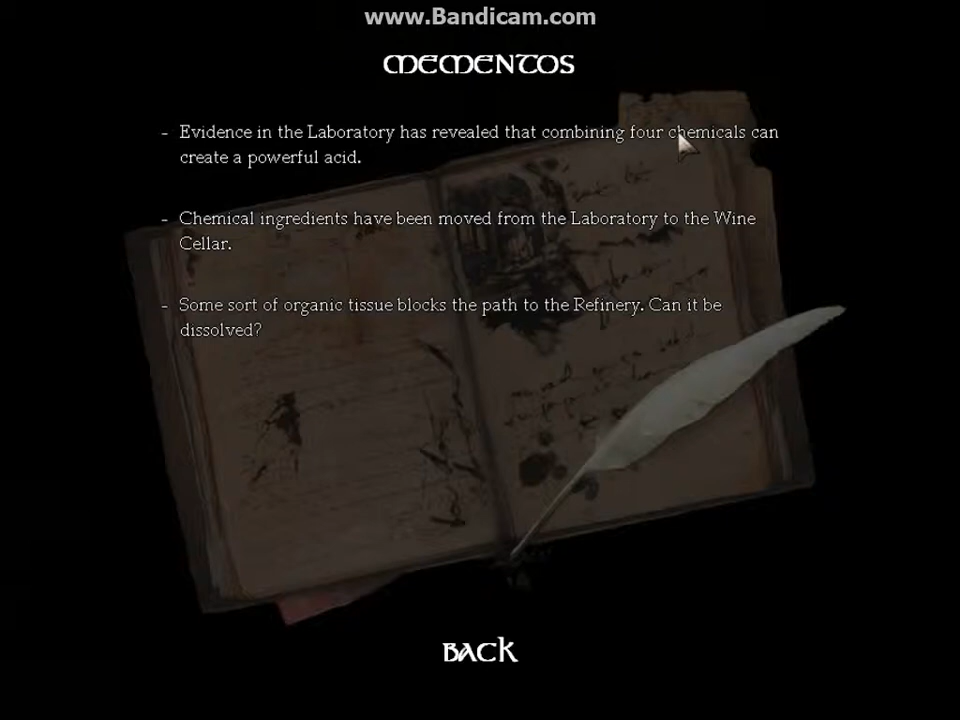 www.Bandicam.com
MEMENTOS
- Evidence in the Laboratory has revealed that combining four chemicals can
create a powerful acid.
- Chemical ingredients have been moved from the Laboratory to the Wine
Cellar.
- Some sort of organic tissue blocks the path to the Refinery. Can it be
dissolved?
BACK